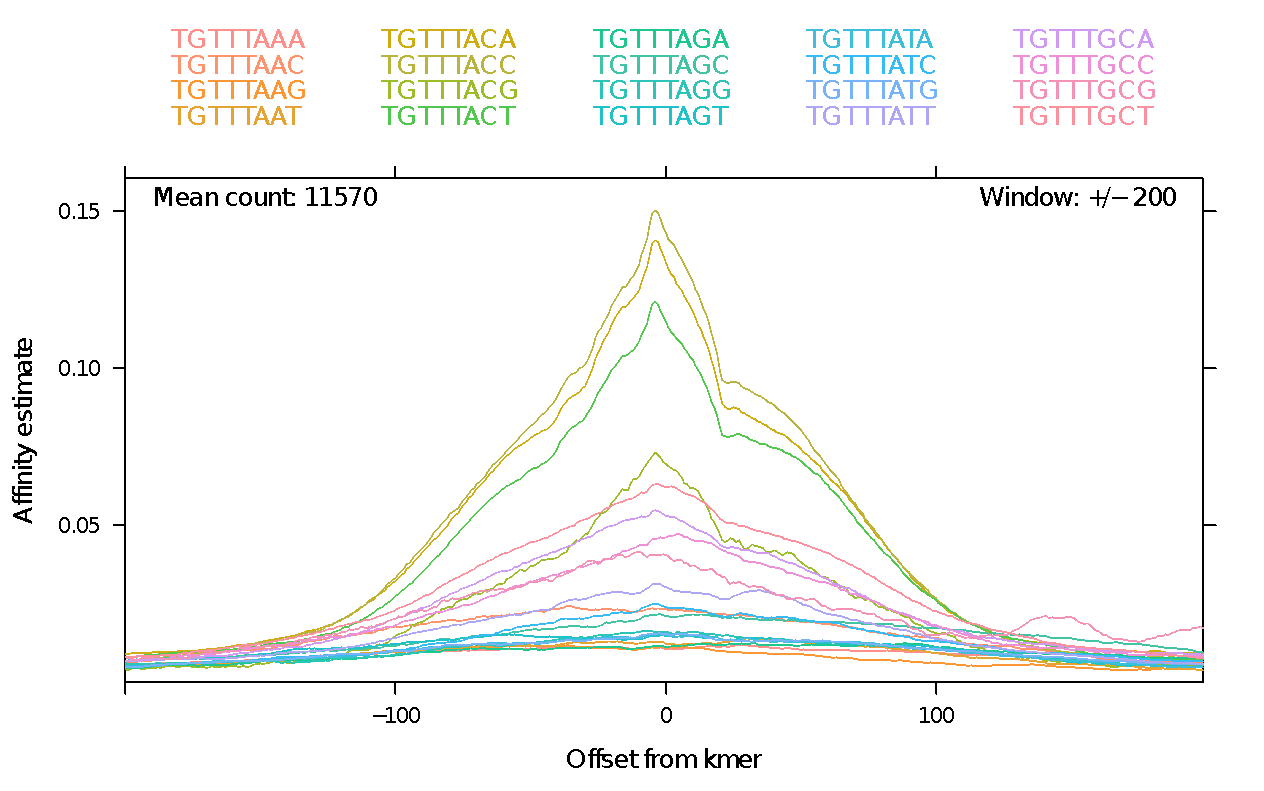 TGTTTAAA TGTTTACA TGTTTAGA TGTTTATA TGTTTGCA
TGTTTAAC TGTTTACC TGTTTAGC TGTTTATC TGTTTGCC
TGTTTAAG TGTTTACG TGTTTAGG TGTTTATG TGTTTGCG
TGTTTAAT TGTTTACT TGTTTAGT TGTTTATT TGTTTGCT
Mean count: 11570 Window: +/−200
0.15
0.10
0.05
Affinity estimate
−100 0 100
Offset from kmer